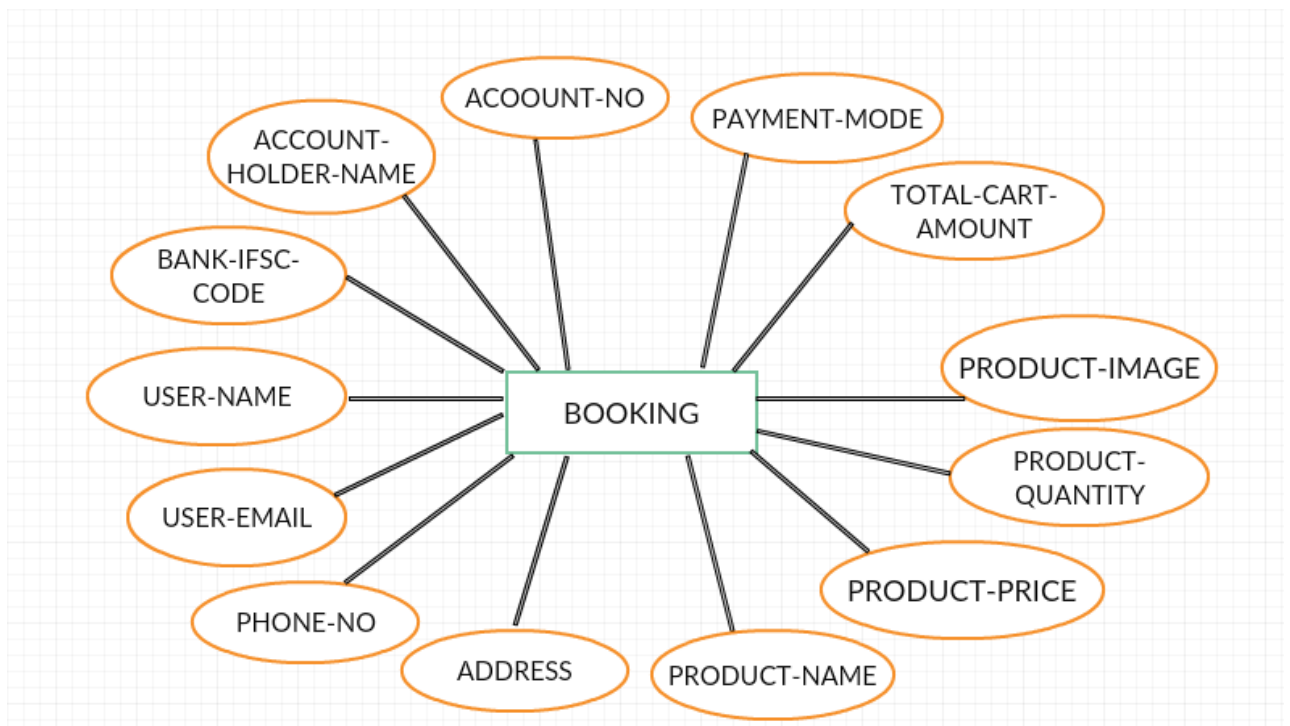 ACOOUNT-NO
PAYMENT-MODE
ACCOUNT-
HOLDER-NAME
TOTAL-CART-
AMOUNT
BANK-IFSC-
CODE
PRODUCT-IMAGE
USER-NAME
BOOKING
PRODUCT-
QUANTITY
USER-EMAIL
PRODUCT-PRICE
PHONE-NO
ADDRESS
PRODUCT-NAME